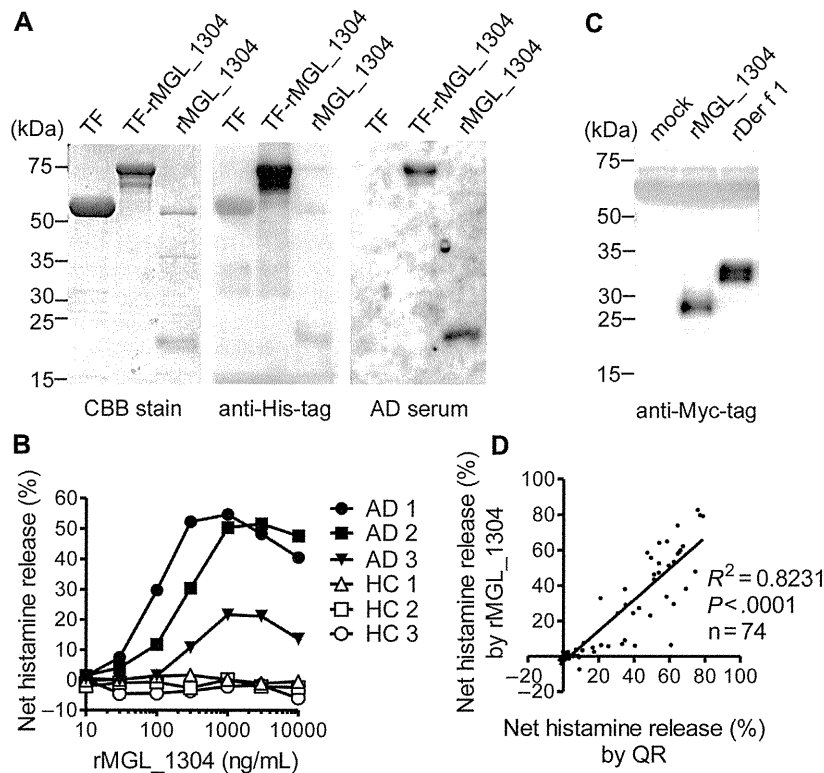 A
TF
TF-rMGL_1304
rMGL_1304
TF
TF-rMGL_1304
rMGL_1304
TF
TF-rMGL_1304
rMGL_1304
(kDa)
75
50
35
30
25
15
CBB stain
anti-His-tag
AD serum
C
mock
rMGL_1304
rDer f 1
(kDa)
75
50
35
30
25
15
anti-Myc-tag
B
Net histamine release (%)
60
50
40
30
20
10
0
−10
10
100
1000
10000
rMGL_1304 (ng/mL)
AD 1
AD 2
AD 3
HC 1
HC 2
HC 3
D
Net histamine release (%)
by rMGL_1304
100
80
60
40
20
−20
−20
0
20
40
60
80
100
R² = 0.8231
P<.0001
n=74
Net histamine release (%)
by QR